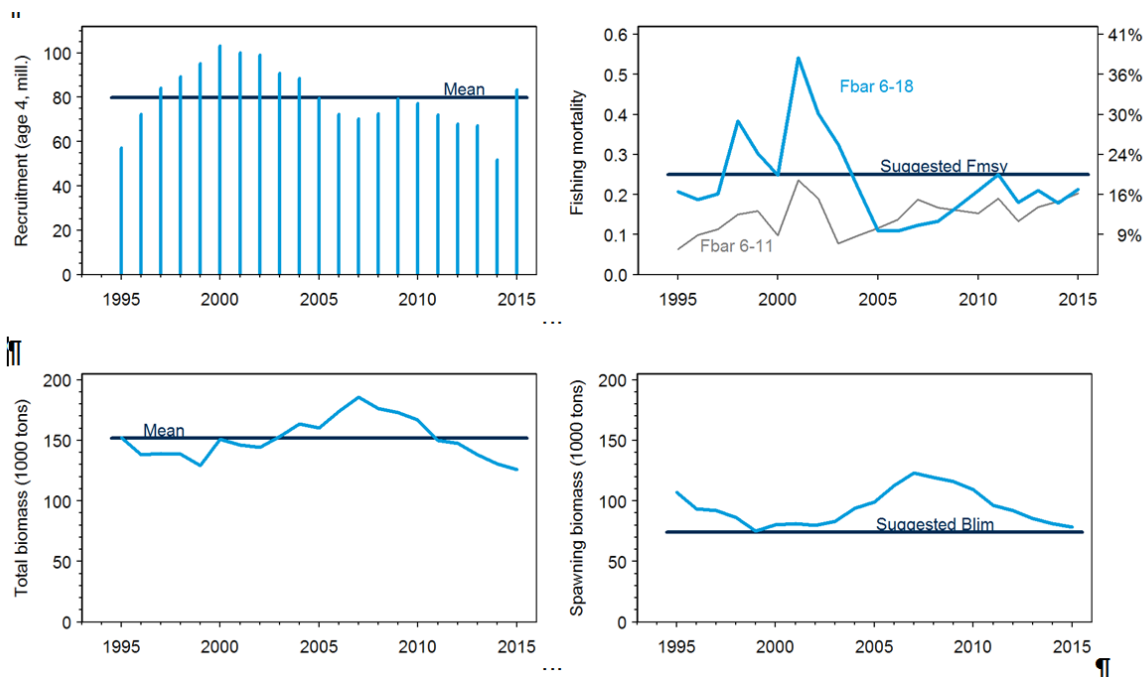 "
Recruitment (age 4, mill.)
100
80
60
40
20
0
Mean
1995 2000 2005 2010 2015
Fishing mortality
0.6
0.5
0.4
0.3
0.2
0.1
0.0
Fbar 6-18
Suggested Fmsy
Fbar 6-11
41%
36%
30%
24%
16%
9%
1995 2000 2005 2010 2015
...
¶
Total biomass (1000 tons)
200
150
100
50
0
Mean
1995 2000 2005 2010 2015
Spawning biomass (1000 tons)
200
150
100
50
0
Suggested Blim
1995 2000 2005 2010 2015
...
¶